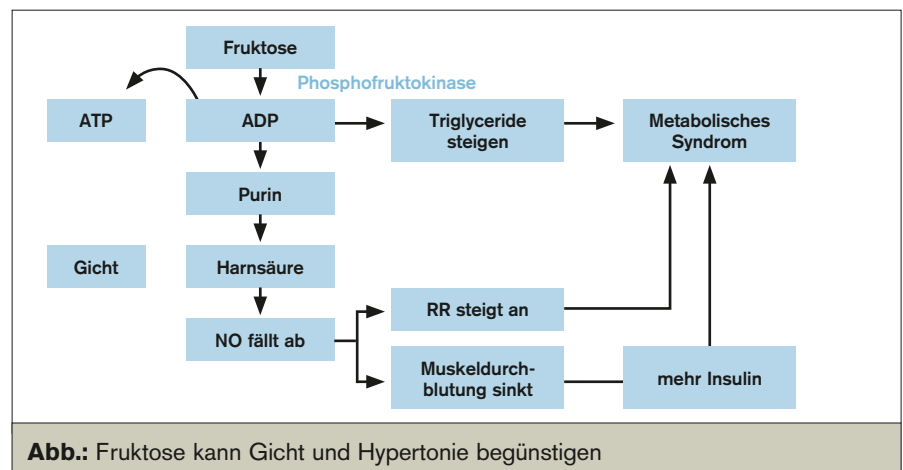 Fruktose
Phosphofruktokinase
ATP
ADP
Triglyceride
steigen
Metabolisches
Syndrom
Purin
Gicht
Harnsäure
RR steigt an
NO fällt ab
Muskeldurch-
blutung sinkt
mehr Insulin
Abb.: Fruktose kann Gicht und Hypertonie begünstigen